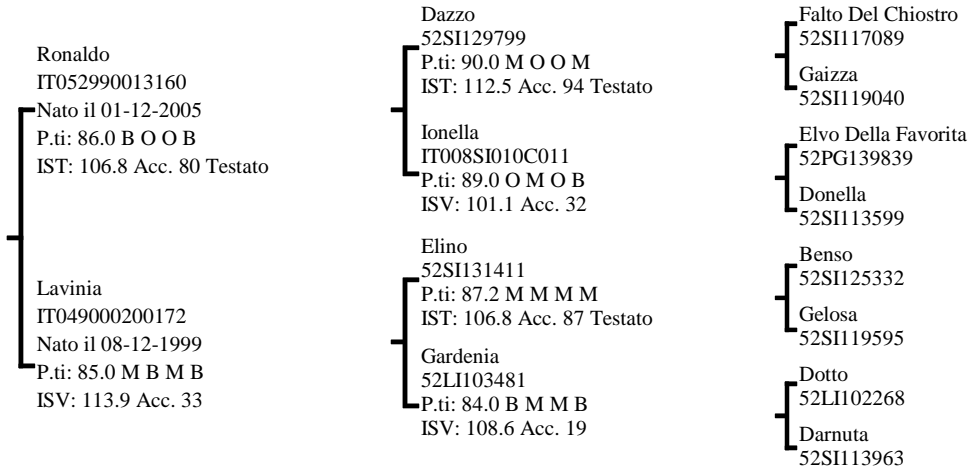 Ronaldo
IT052990013160
Nato il 01-12-2005
P.ti: 86.0 B O O B
IST: 106.8 Acc. 80 Testato
Lavinia
IT049000200172
Nato il 08-12-1999
P.ti: 85.0 M B M B
ISV: 113.9 Acc. 33
Dazzo
52SI129799
P.ti: 90.0 M O O M
IST: 112.5 Acc. 94 Testato
Ionella
IT008SI010C011
P.ti: 89.0 O M O B
ISV: 101.1 Acc. 32
Elino
52SI131411
P.ti: 87.2 M M M M
IST: 106.8 Acc. 87 Testato
Gardenia
52LI103481
P.ti: 84.0 B M M B
ISV: 108.6 Acc. 19
Falto Del Chiostro
52SI117089
Gaizza
52SI119040
Elvo Della Favorita
52PG139839
Donella
52SI113599
Benso
52SI125332
Gelosa
52SI119595
Dotto
52LI102268
Darnuta
52SI113963